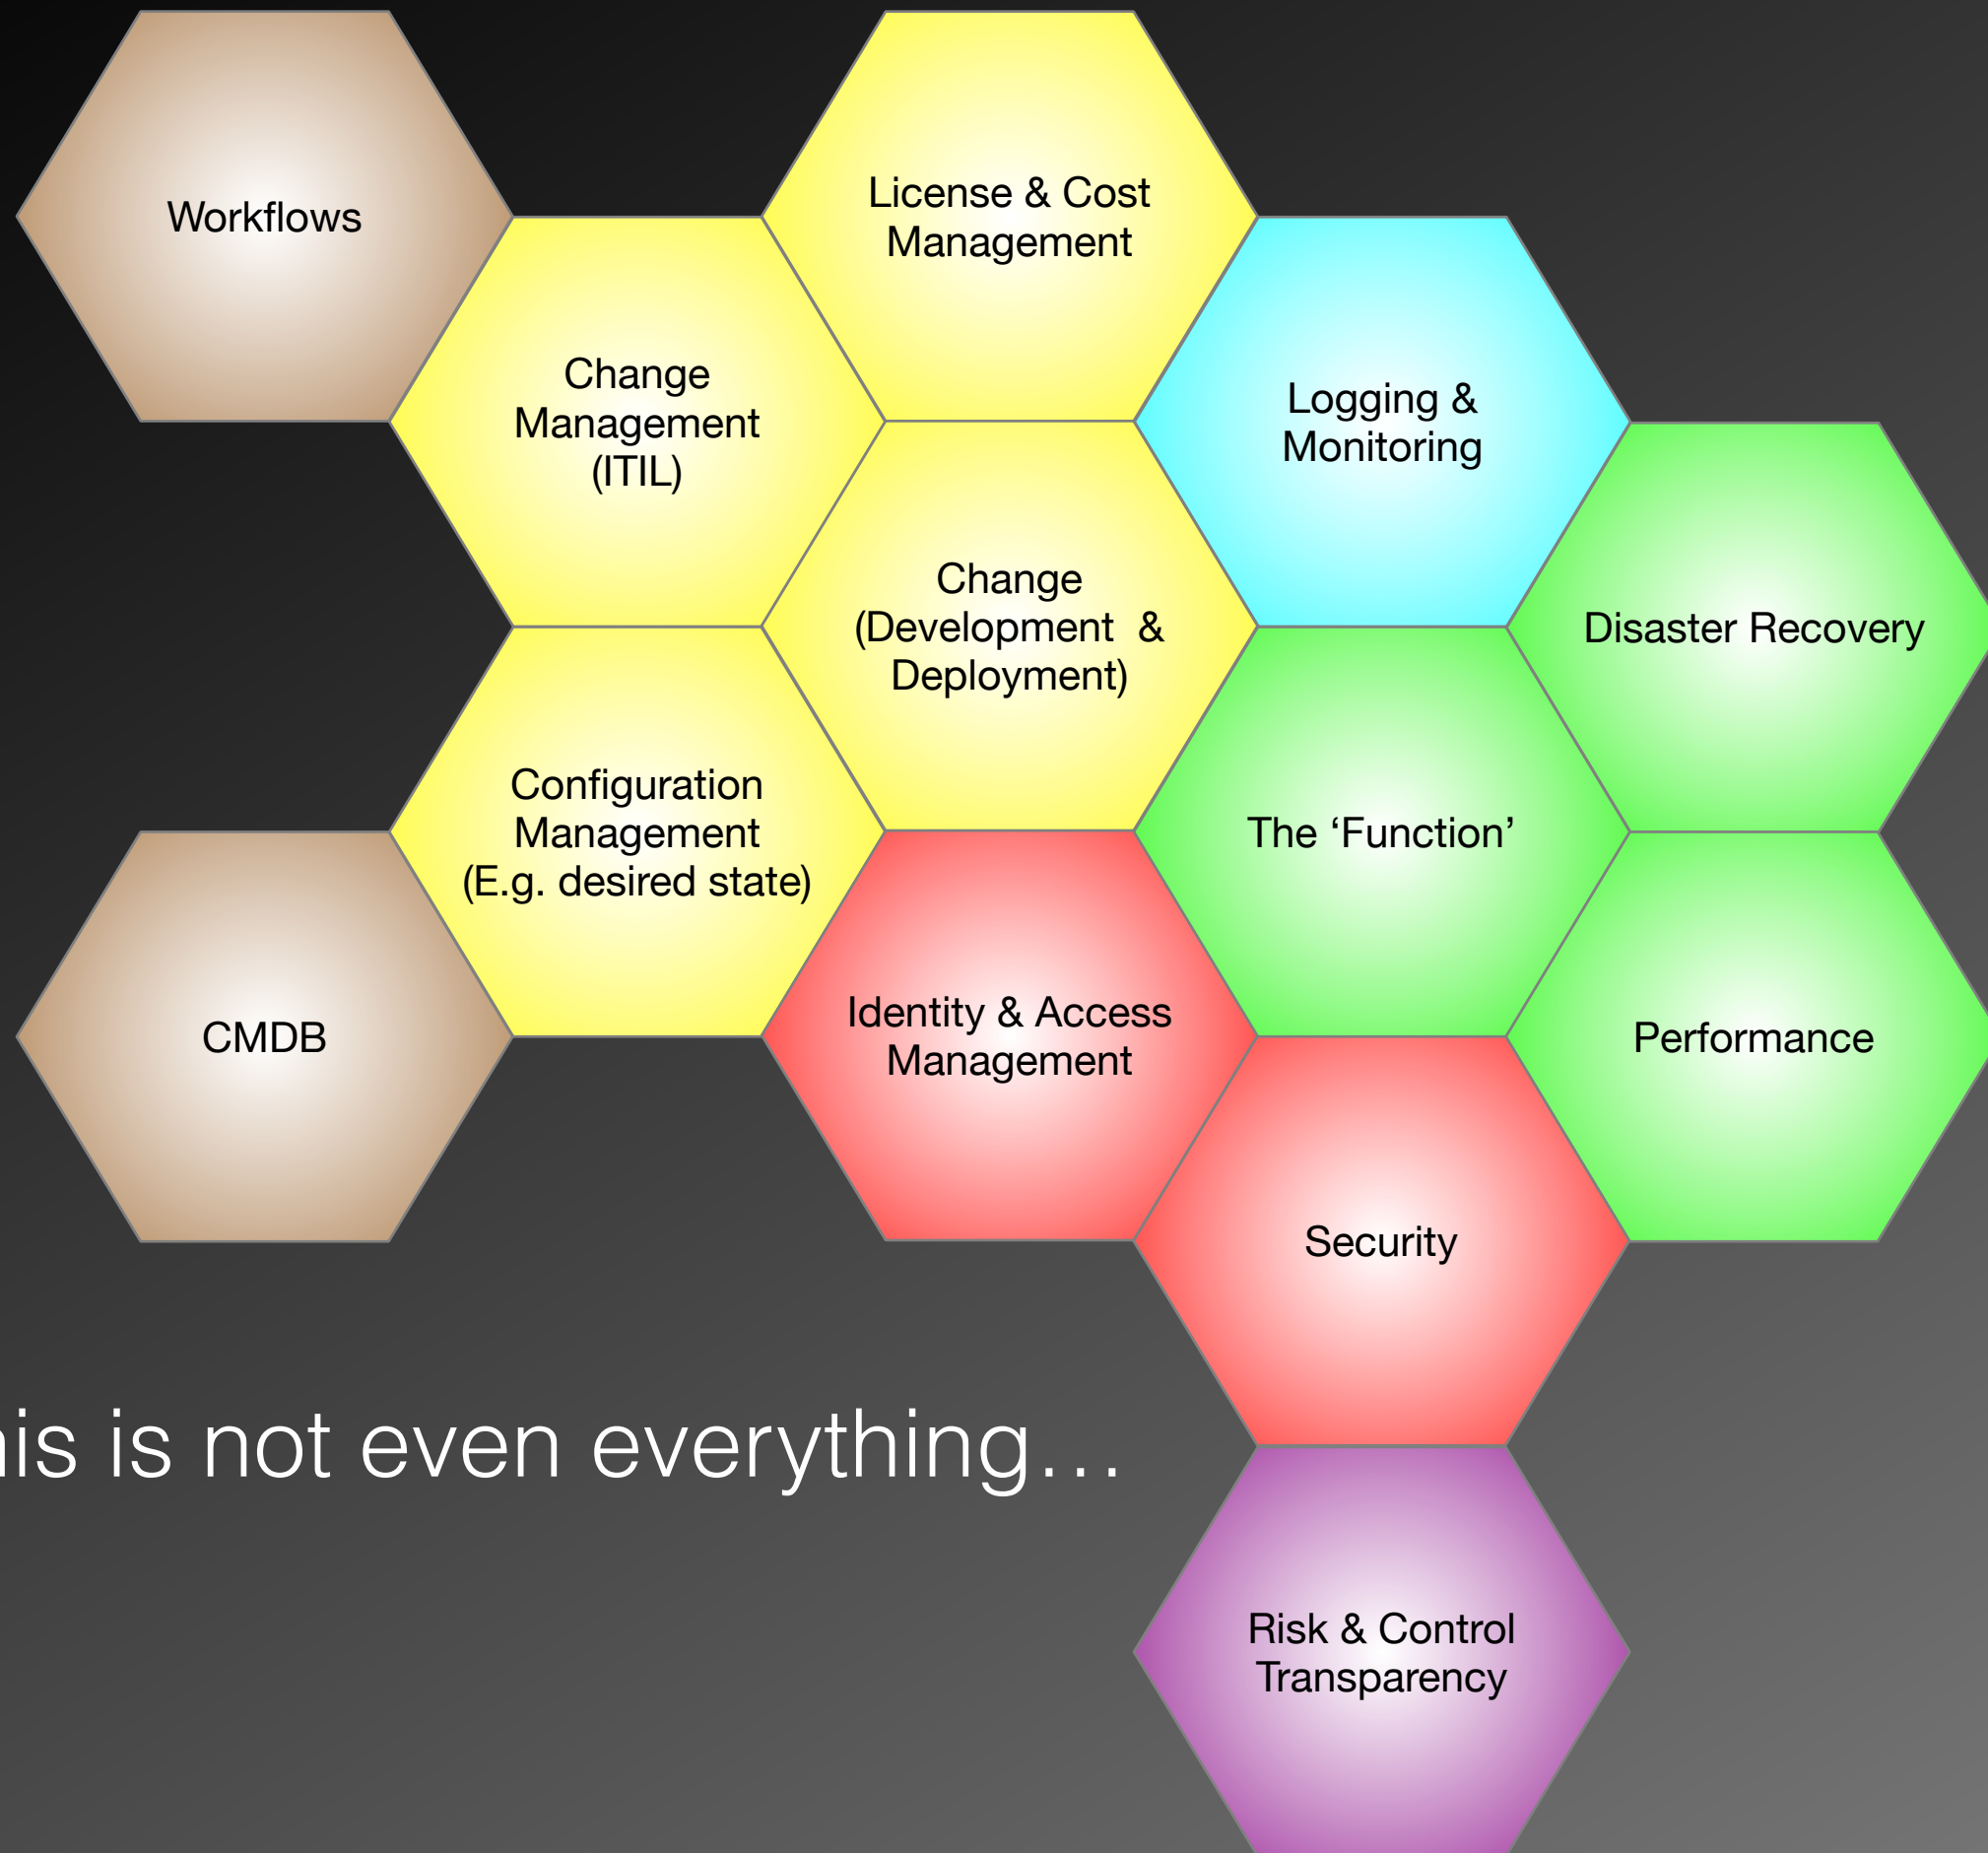 Workflows
License & Cost
Management
Change
Management
(ITIL)
Logging &
Monitoring
Change
(Development  &
Deployment)
Disaster Recovery
Configuration
Management
(E.g. desired state)
The ‘Function’
CMDB
Identity & Access
Management
Performance
Security
is is not even everything…
Risk & Control
Transparency